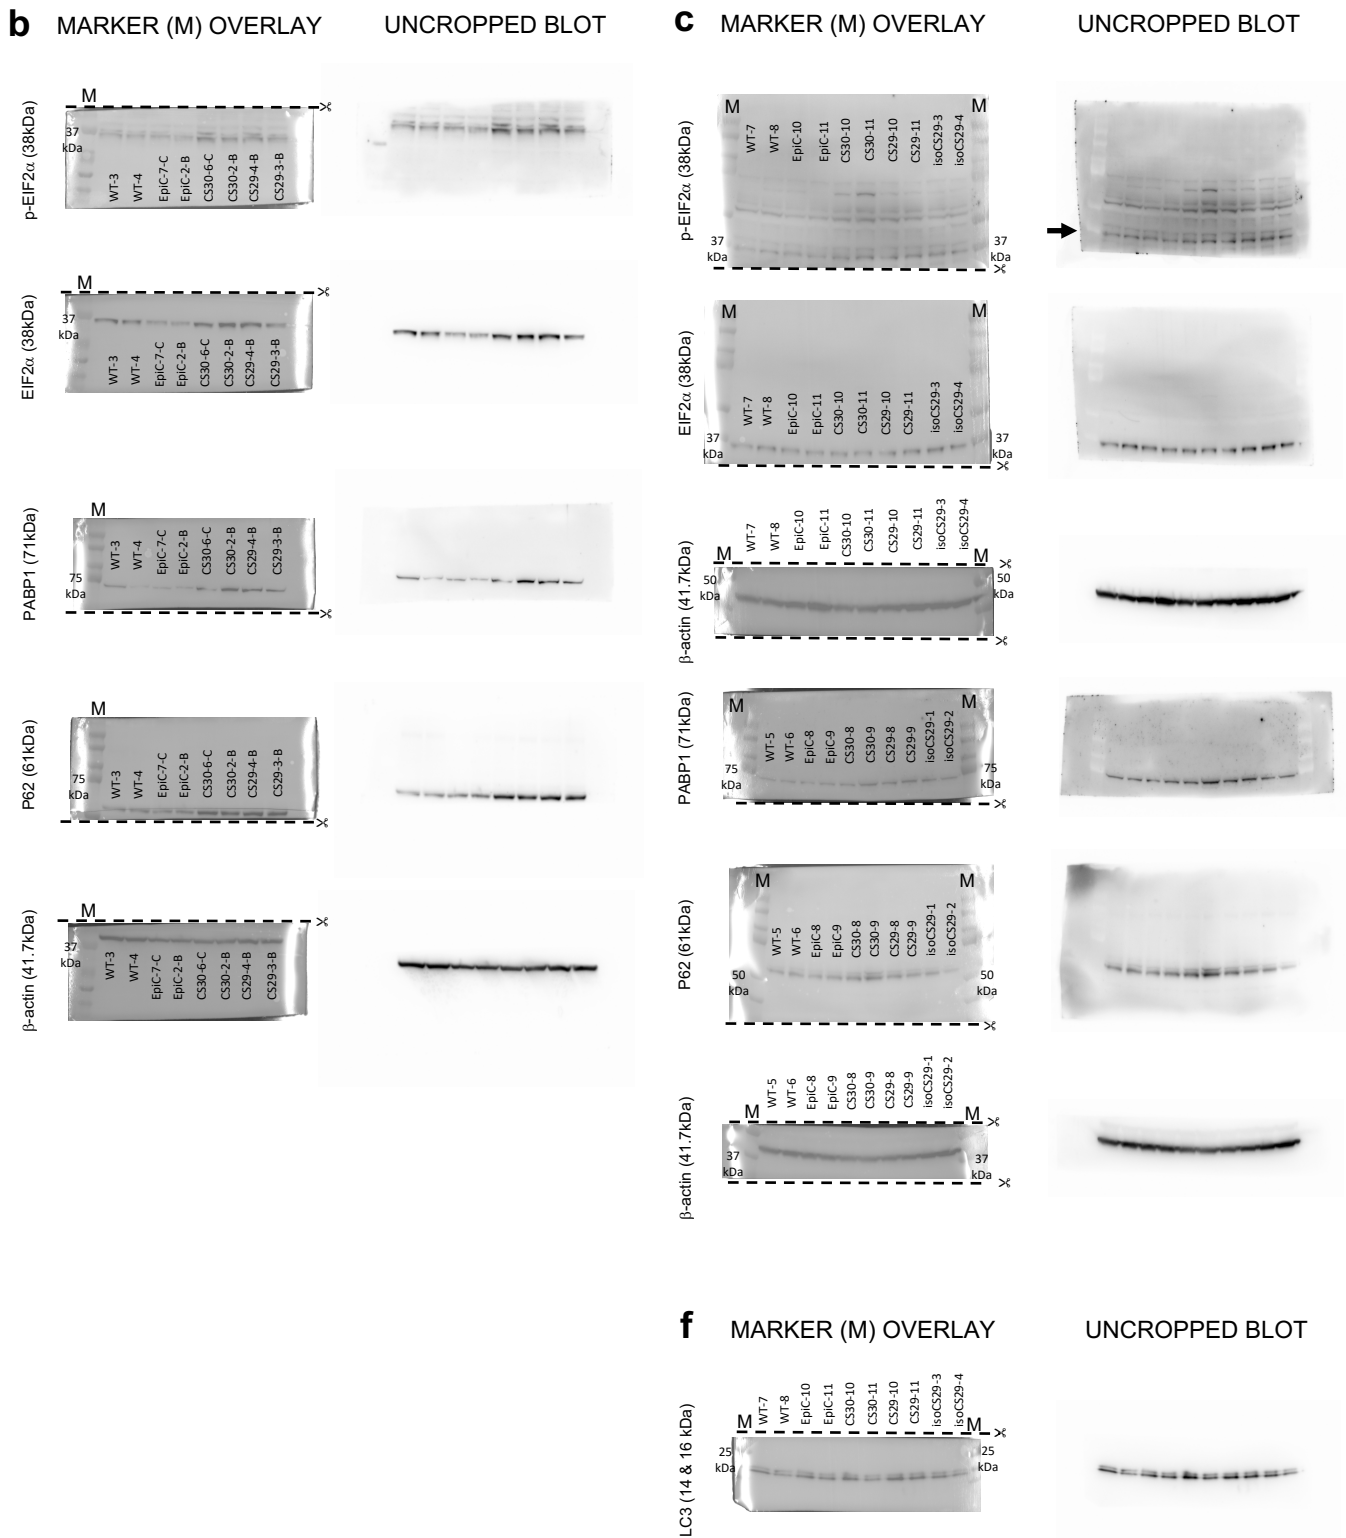 b MARKER (M) OVERLAY UNCROPPED BLOT
p-EIF2α (38kDa)
M
37
kDa
WT-3
WT-4
EpiC-7-C
EpiC-2-B
CS30-6-C
CS30-2-B
CS29-4-B
CS29-3-B
EIF2α (38kDa)
M
37
kDa
WT-3
WT-4
EpiC-7-C
EpiC-2-B
CS30-6-C
CS30-2-B
CS29-4-B
CS29-3-B
PABP1 (71kDa)
M
75
kDa
WT-3
WT-4
EpiC-7-C
EpiC-2-B
CS30-6-C
CS30-2-B
CS29-4-B
CS29-3-B
P62 (61kDa)
M
75
kDa
WT-3
WT-4
EpiC-7-C
EpiC-2-B
CS30-6-C
CS30-2-B
CS29-4-B
CS29-3-B
β-actin (41.7kDa)
M
37
kDa
WT-3
WT-4
EpiC-7-C
EpiC-2-B
CS30-6-C
CS30-2-B
CS29-4-B
CS29-3-B
c MARKER (M) OVERLAY UNCROPPED BLOT
p-EIF2α (38kDa)
M
M
WT-7
WT-8
EpiC-10
EpiC-11
CS30-10
CS30-11
CS29-10
CS29-11
isoCS29-3
isoCS29-4
37
kDa
37
kDa
EIF2α (38kDa)
M
M
WT-7
WT-8
EpiC-10
EpiC-11
CS30-10
CS30-11
CS29-10
CS29-11
isoCS29-3
isoCS29-4
37
kDa
37
kDa
β-actin (41.7kDa)
WT-7
WT-8
EpiC-10
EpiC-11
CS30-10
CS30-11
CS29-10
CS29-11
isoCS29-3
isoCS29-4
M
M
50
kDa
50
kDa
PABP1 (71kDa)
M
M
WT-5
WT-6
EpiC-8
EpiC-9
CS30-8
CS30-9
CS29-8
CS29-9
isoCS29-1
isoCS29-2
75
kDa
75
kDa
P62 (61kDa)
M
M
WT-5
WT-6
EpiC-8
EpiC-9
CS30-8
CS30-9
CS29-8
CS29-9
isoCS29-1
isoCS29-2
50
kDa
50
kDa
β-actin (41.7kDa)
WT-5
WT-6
EpiC-8
EpiC-9
CS30-8
CS30-9
CS29-8
CS29-9
isoCS29-1
isoCS29-2
M
M
37
kDa
37
kDa
f MARKER (M) OVERLAY UNCROPPED BLOT
LC3 (14 & 16 kDa)
WT-7
WT-8
EpiC-10
EpiC-11
CS30-10
CS30-11
CS29-10
CS29-11
isoCS29-3
isoCS29-4
M
M
25
kDa
25
kDa